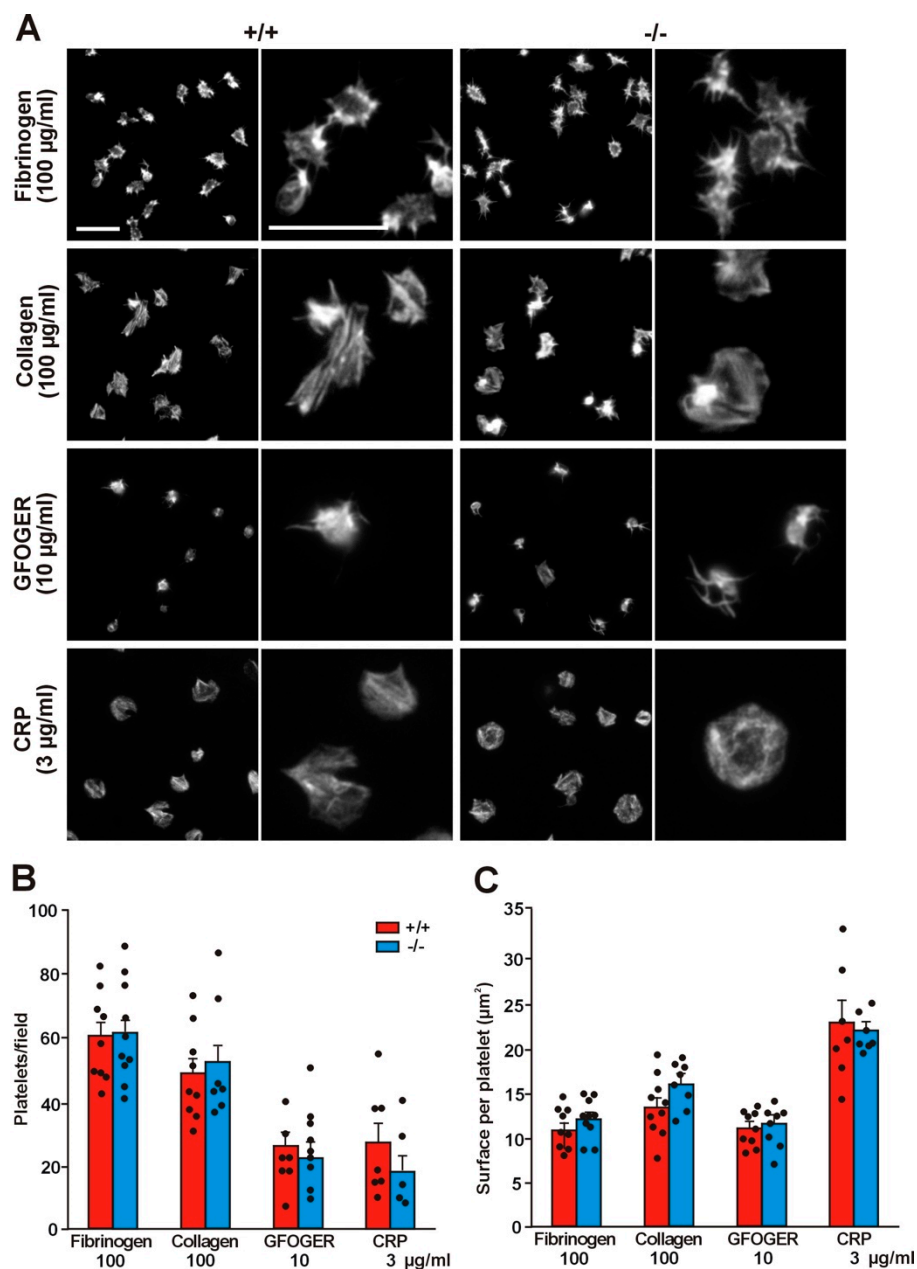 A
+/+
-/-
Fibrinogen
(100 µg/ml)
Collagen
(100 µg/ml)
GFOGER
(10 µg/ml)
CRP
(3 µg/ml)
B
100
80
60
40
20
0
Platelets/field
+/+
-/-
Fibrinogen Collagen GFOGER CRP
100 100 10 3 µg/ml
C
35
30
25
20
15
10
5
0
Surface per platelet (µm²)
Fibrinogen Collagen GFOGER CRP
100 100 10 3 µg/ml